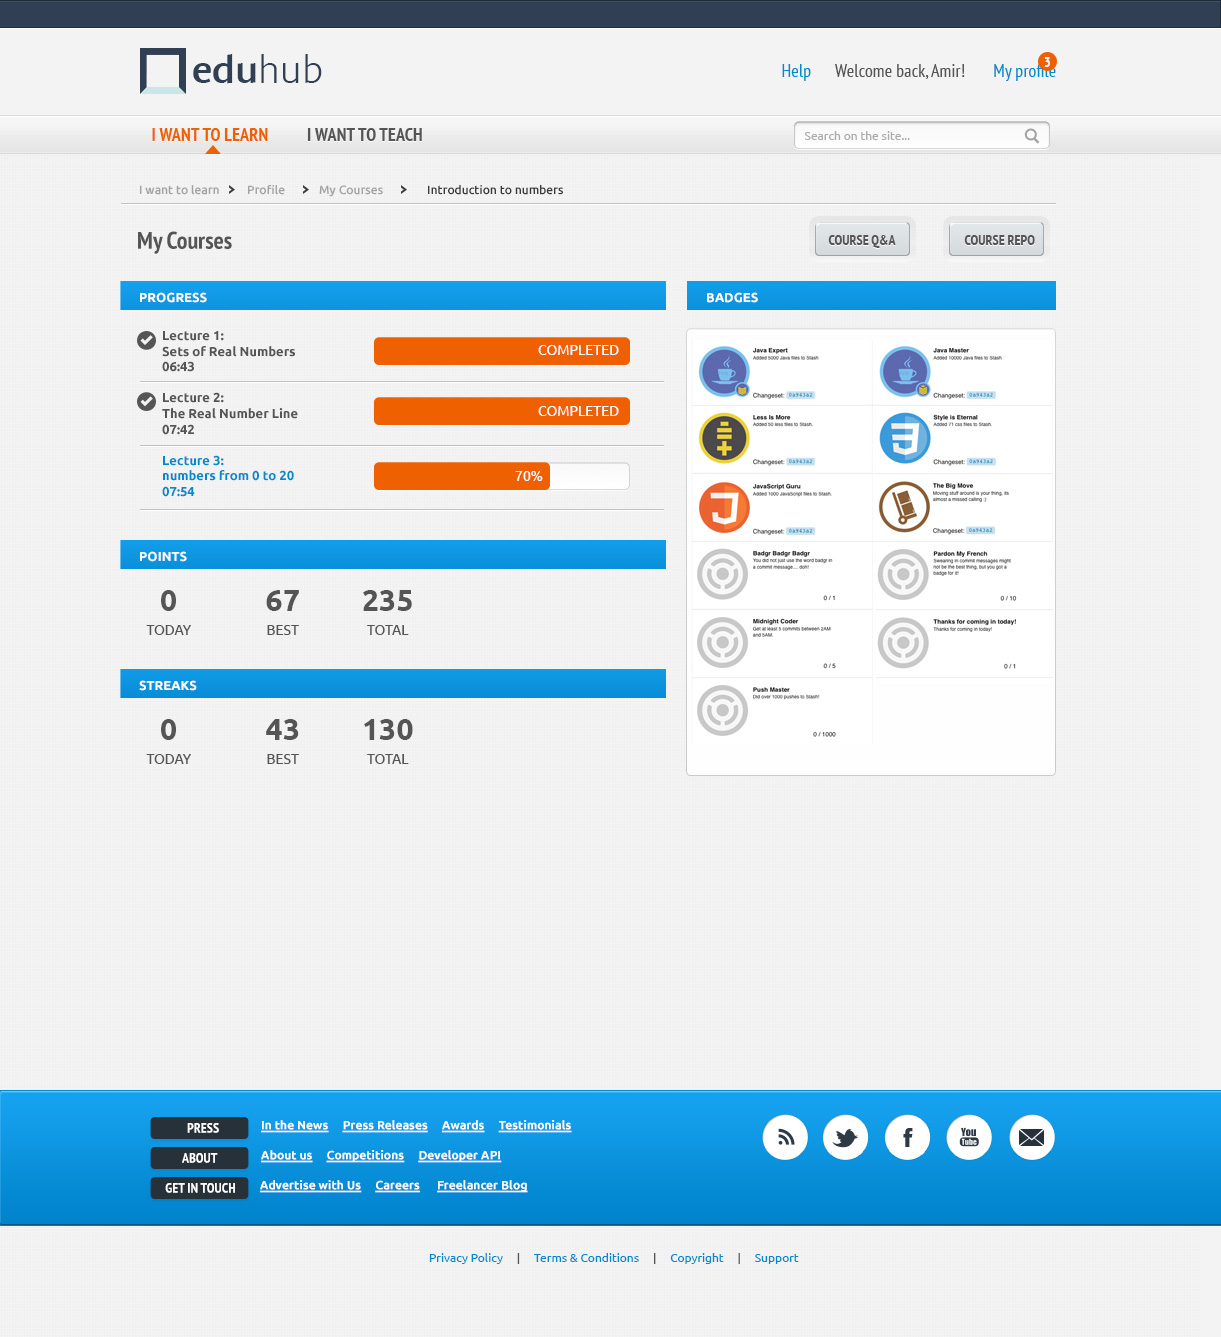 eduhub
Help
Welcome back, Amir!
My profile
3
I WANT TO LEARN
I WANT TO TEACH
Search on the site...
I want to learn
Profile
My Courses
Introduction to numbers
My Courses
COURSE Q&A
COURSE REPO
PROGRESS
Lecture 1:
Sets of Real Numbers
06:43
COMPLETED
Lecture 2:
The Real Number Line
07:42
COMPLETED
Lecture 3:
numbers from 0 to 20
07:54
70%
POINTS
0
67
235
TODAY
BEST
TOTAL
STREAKS
0
43
130
TODAY
BEST
TOTAL
BADGES
Java Expert
Added 5000 Java files to Stash
Changeset: 0a943a2
Java Master
Added 10000 Java files to Stash
Changeset: 0a943a2
Less Is More
Added 50 less files to Stash.
Changeset: 0a943a2
Style is Eternal
Added 71 css files to Stash.
Changeset: 0a943a2
JavaScript Guru
Added 1000 JavaScript files to Stash.
Changeset: 0a943a2
The Big Move
Moving stuff around is your thing, its
almost a missed calling :)
Changeset: 0a943a2
Badgr Badgr Badgr
You did not just use the word badgr in
a commit message.... doh!
0 / 1
Pardon My French
Swearing in commit messages might
not be the best thing, but you got a
badge for it!
0 / 10
Midnight Coder
Get at least 5 commits between 2AM
and 5AM.
0 / 5
Thanks for coming in today!
Thanks for coming in today!
0 / 1
Push Master
Did over 1000 pushes to Stash!
0 / 1000
PRESS
In the News
Press Releases
Awards
Testimonials
ABOUT
About us
Competitions
Developer API
GET IN TOUCH
Advertise with Us
Careers
Freelancer Blog
You
Tube
Privacy Policy | Terms & Conditions | Copyright | Support